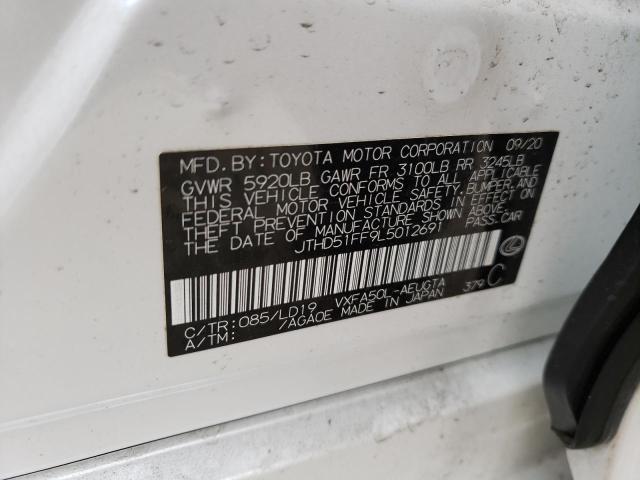 MFD. BY: TOYOTA MOTOR CORPORATION 09/20
GVWR 5920LB GAWR FR 3100LB RR 3245LB
THIS VEHICLE CONFORMS TO ALL APPLICABLE
FEDERAL MOTOR VEHICLE SAFETY, BUMPER, AND
THEFT PREVENTION STANDARDS IN EFFECT ON
THE DATE OF MANUFACTURE SHOWN ABOVE.
JTHD51FF9L5012691 PASS. CAR
C/TR: 085/LD19 VXFA50L-AEUGTA 379 C
A/TM: /AGA0E MADE IN JAPAN